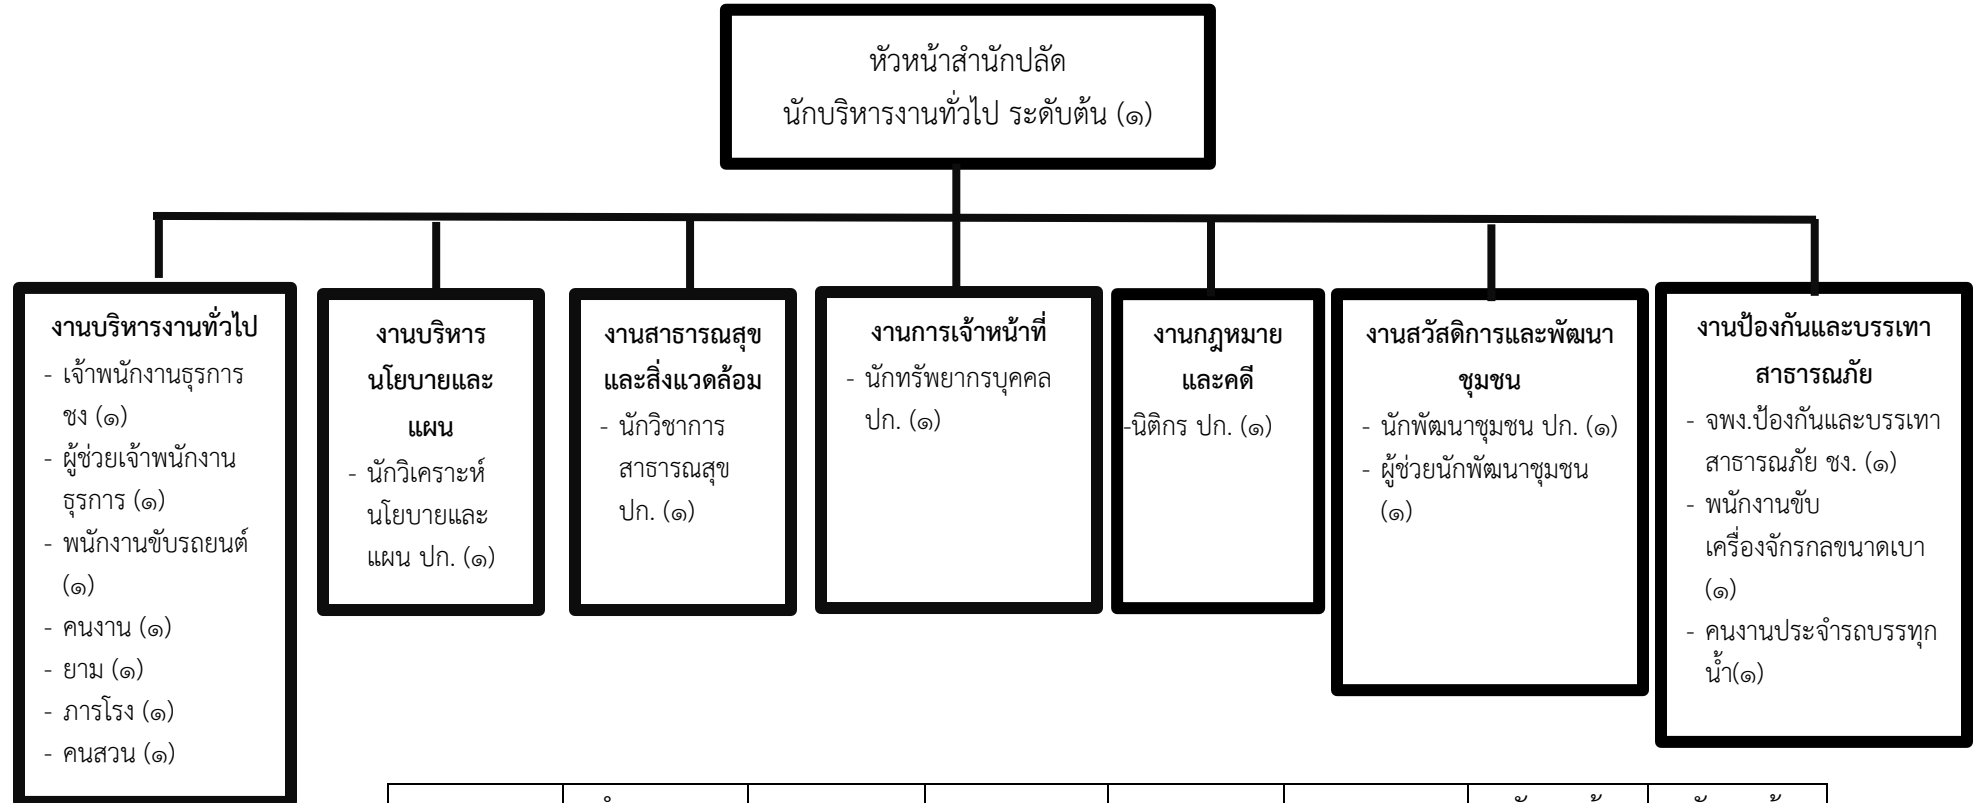 หัวหน้าสำนักปลัด
นักบริหารงานทั่วไป ระดับต้น (๑)
งานบริหารงานทั่วไป
- เจ้าพนักงานธุรการ
ชง (๑)
- ผู้ช่วยเจ้าพนักงาน
ธุรการ (๑)
- พนักงานขับรถยนต์
(๑)
- คนงาน (๑)
- ยาม (๑)
- ภารโรง (๑)
- คนสวน (๑)
งานบริหาร
นโยบายและ
แผน
- นักวิเคราะห์
นโยบายและ
แผน ปก. (๑)
งานสาธารณสุข
และสิ่งแวดล้อม
- นักวิชาการ
สาธารณสุข
ปก. (๑)
งานการเจ้าหน้าที่
- นักทรัพยากรบุคคล
ปก. (๑)
งานกฎหมาย
และคดี
-นิติกร ปก. (๑)
งานสวัสดิการและพัฒนา
ชุมชน
- นักพัฒนาชุมชน ปก. (๑)
- ผู้ช่วยนักพัฒนาชุมชน
(๑)
งานป้องกันและบรรเทา
สาธารณภัย
- จพง.ป้องกันและบรรเทา
สาธารณภัย ชง. (๑)
- พนักงานขับ
เครื่องจักรกลขนาดเบา
(๑)
- คนงานประจำรถบรรทุก
น้ำ(๑)